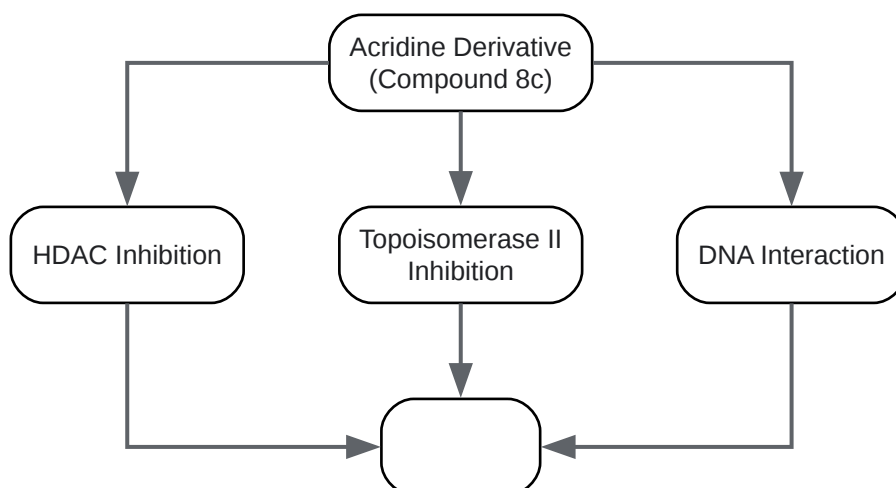 Acridine Derivative
(Compound 8c)
HDAC Inhibition
Topoisomerase II
Inhibition
DNA Interaction